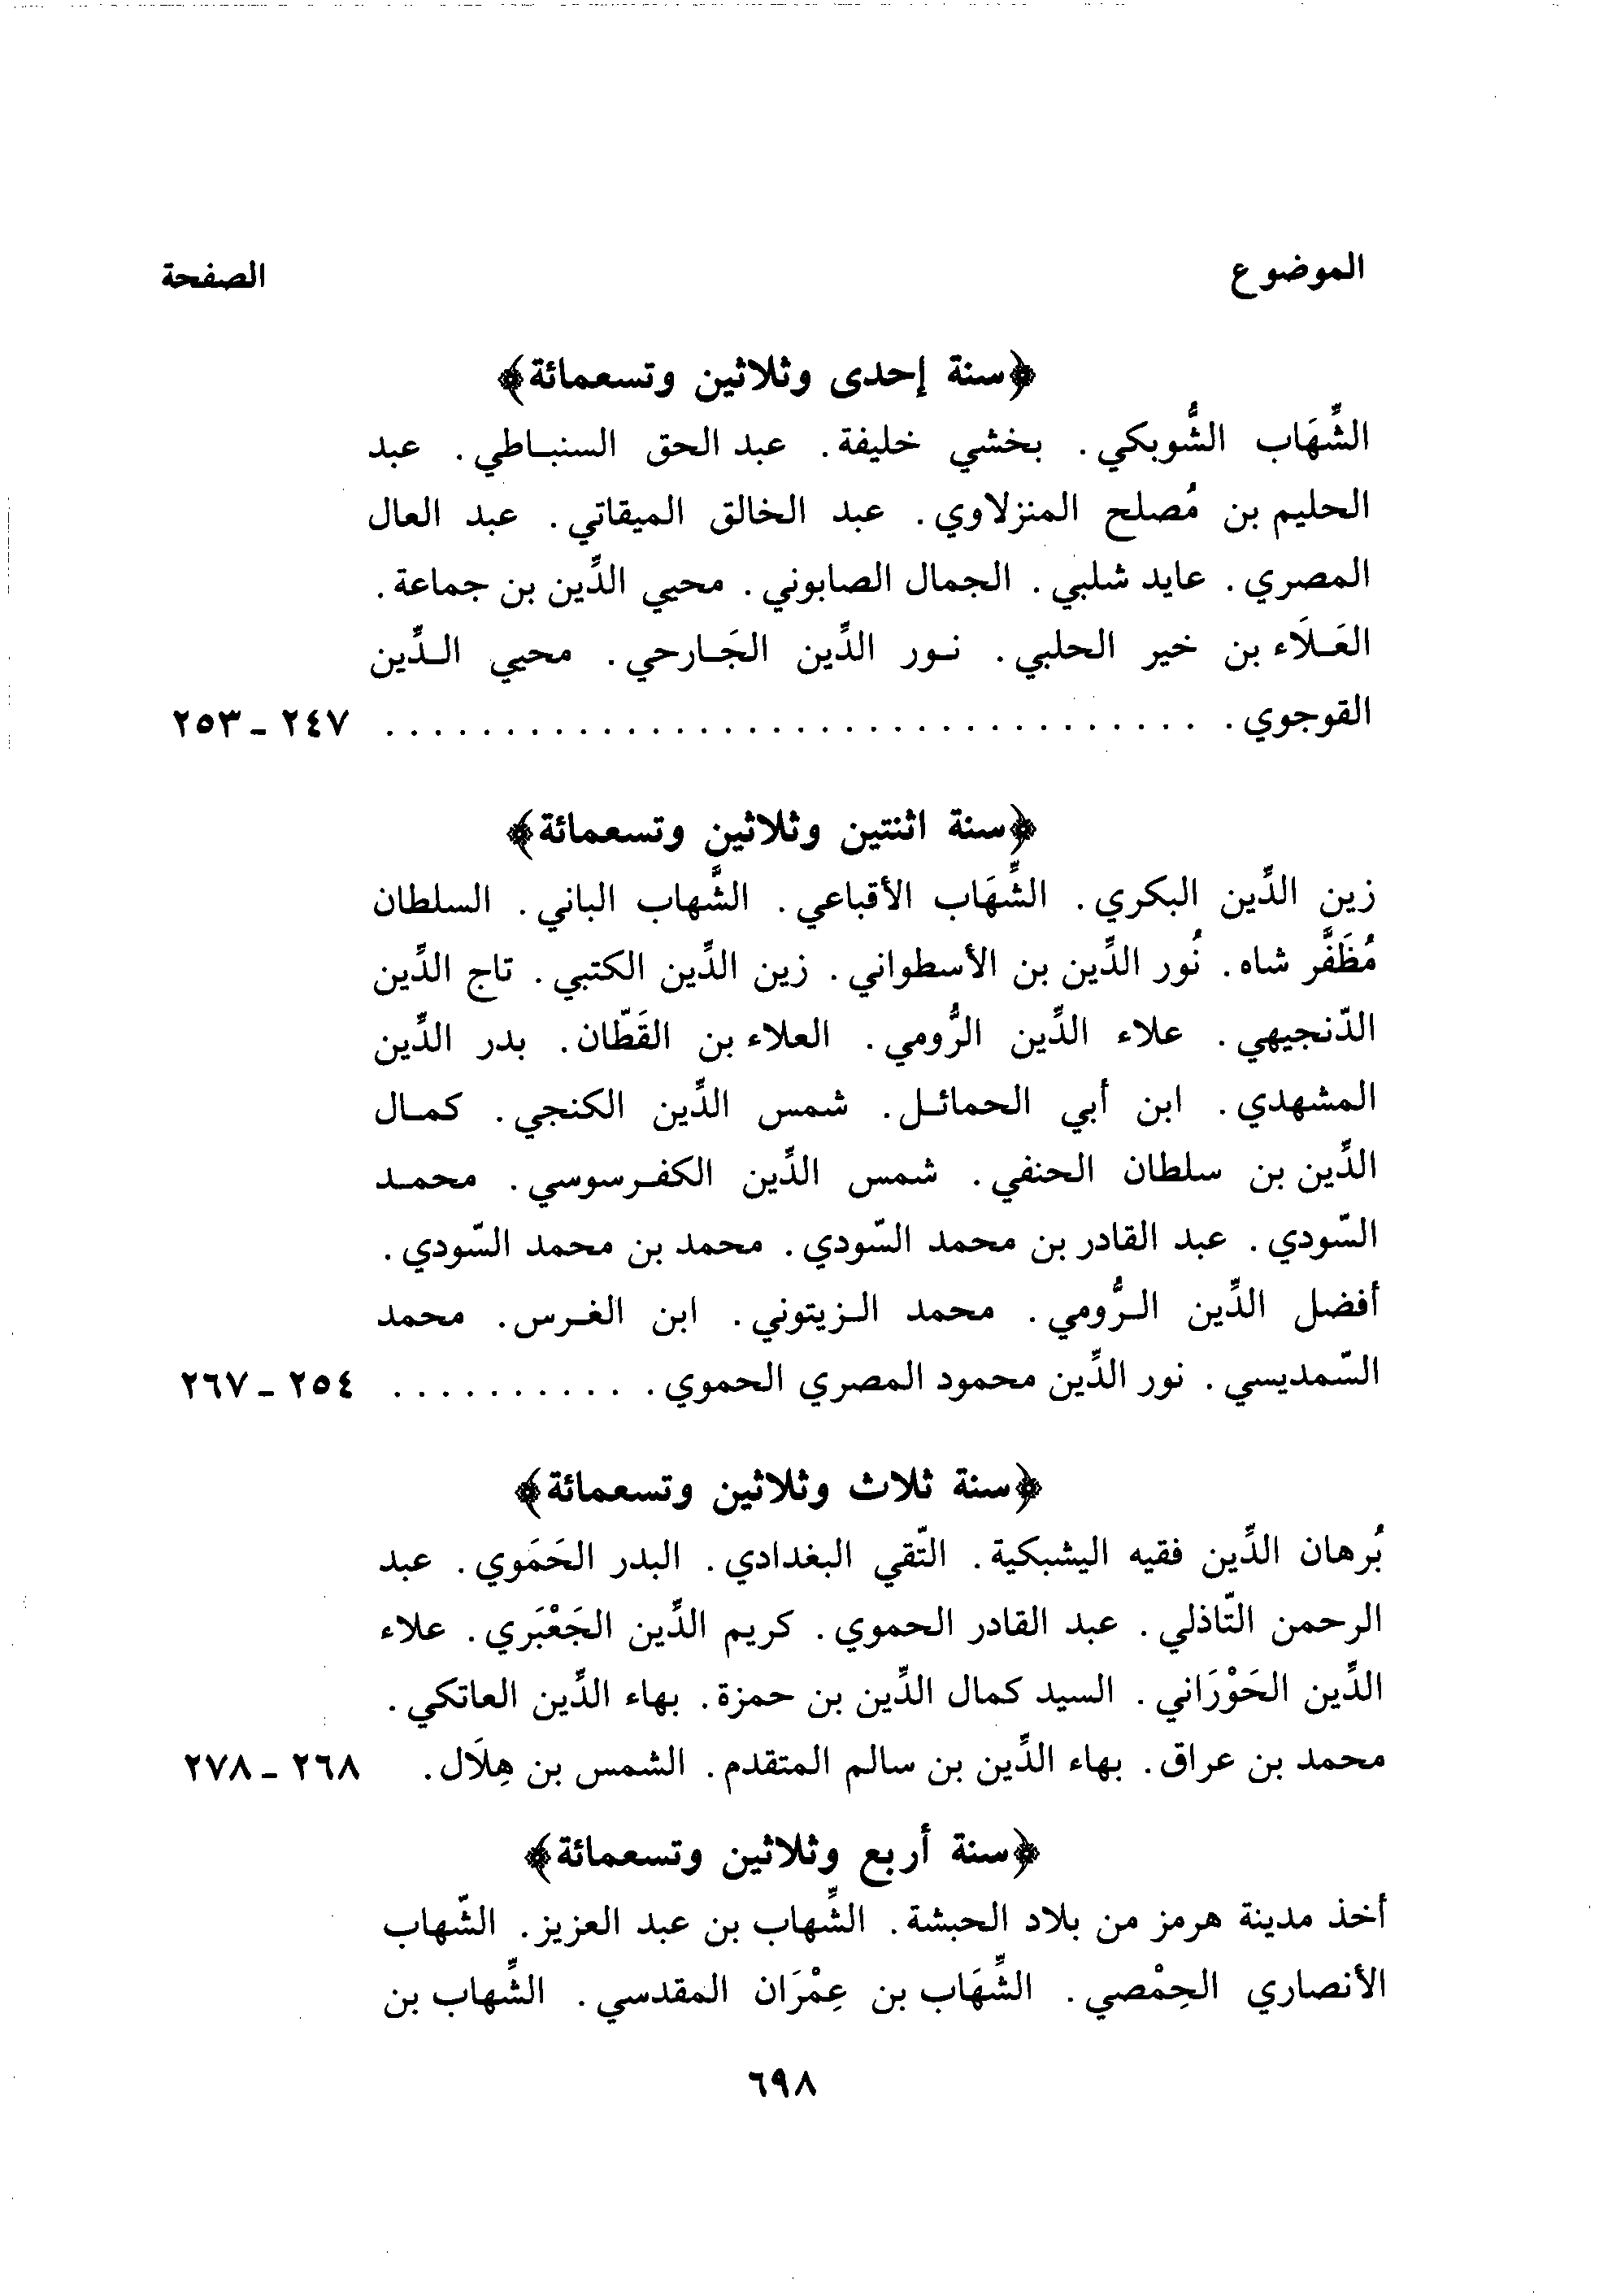 الموضوع الصفحة
﴿سنة إحدى وثلاثين وتسعمائة﴾
الشِّهَاب الشُّوبكي. بخشي خليفة. عبد الحق السنباطي. عبد
الحليم بن مُصلح المنزلاوي. عبد الخالق الميقاتي. عبد العال
المصري. عايد شلبي. الجمال الصابوني. محيي الدِّين بن جماعة.
العَلَاء بن خير الحلبي. نور الدِّين الجَارحي. محيي الدِّين
القوجوي. . . . . . . . . . . . . . . . . . . . . . . . . . . . . . . . . . . . ٢٤٧ - ٢٥٣
﴿سنة اثنتين وثلاثين وتسعمائة﴾
زين الدِّين البكري. الشِّهَاب الأقباعي. الشَّهاب الباني. السلطان
مُظَفَّر شاه. نُور الدِّين بن الأسطواني. زين الدِّين الكتبي. تاج الدِّين
الدّنجيهي. علاء الدِّين الرُّومي. العلاء بن القَطّان. بدر الدِّين
المشهدي. ابن أبي الحمائل. شمس الدِّين الكنجي. كمال
الدِّين بن سلطان الحنفي. شمس الدِّين الكفرسوسي. محمد
السّودي. عبد القادر بن محمد السّودي. محمد بن محمد السّودي.
أفضل الدِّين الرُّومي. محمد الزيتوني. ابن الغرس. محمد
السّمديسي. نور الدِّين محمود المصري الحموي. . . . . . . . . . . ٢٥٤ - ٢٦٧
﴿سنة ثلاث وثلاثين وتسعمائة﴾
بُرهان الدِّين فقيه اليشبكية. التّقي البغدادي. البدر الحَمَوي. عبد
الرحمن التّاذلي. عبد القادر الحموي. كريم الدِّين الجَعْبَري. علاء
الدِّين الحَوْرَاني. السيد كمال الدِّين بن حمزة. بهاء الدِّين العاتكي.
محمد بن عراق. بهاء الدِّين بن سالم المتقدم. الشمس بن هِلَال. ٢٦٨ - ٢٧٨
﴿سنة أربع وثلاثين وتسعمائة﴾
أخذ مدينة هرمز من بلاد الحبشة. الشِّهاب بن عبد العزيز. الشّهاب
الأنصاري الحِمْصي. الشِّهَاب بن عِمْرَان المقدسي. الشِّهاب بن
٦٩٨